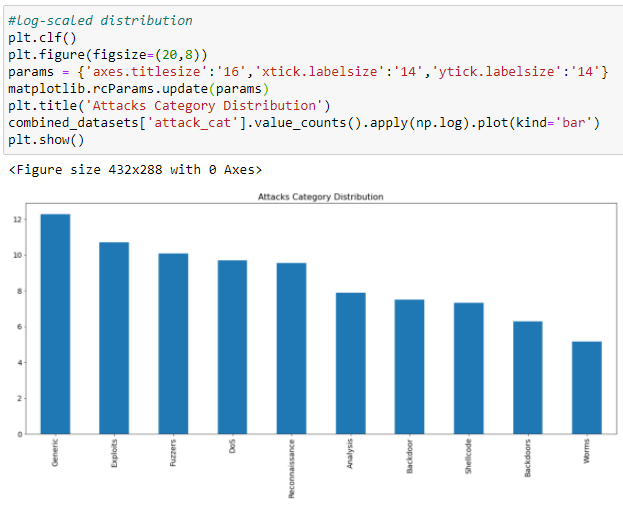 #log-scaled distribution
plt.clf()
plt.figure(figsize=(20,8))
params = {'axes.titlesize':'16','xtick.labelsize':'14','ytick.labelsize':'14'}
matplotlib.rcParams.update(params)
plt.title('Attacks Category Distribution')
combined_datasets['attack_cat'].value_counts().apply(np.log).plot(kind='bar')
plt.show()
<Figure size 432x288 with 0 Axes>
Attacks Category Distribution
12
10
8
6
4
2
0
Generic
Exploits
Fuzzers
DoS
Reconnaissance
Analysis
Backdoor
Shellcode
Backdoors
Worms